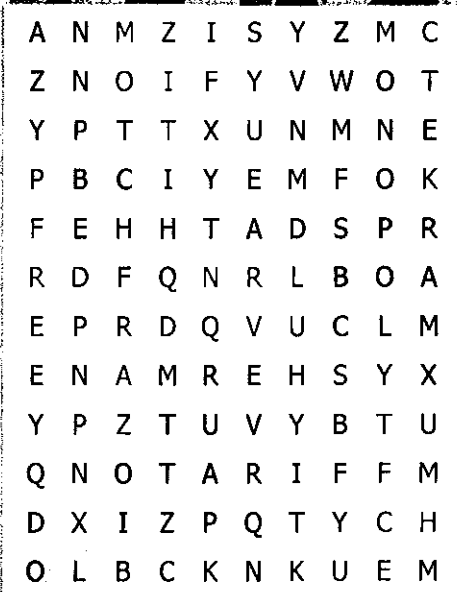 A N M Z I S Y Z M C
Z N O I F Y V W O T
Y P T T X U N M N E
P B C I Y E M F O K
F E H H T A D S P R
R D F Q N R L B O A
E P R D Q V U C L M
E N A M R E H S Y X
Y P Z T U V Y B T U
Q N O T A R I F F M
D X I Z P Q T Y C H
O L B C K N K U E M